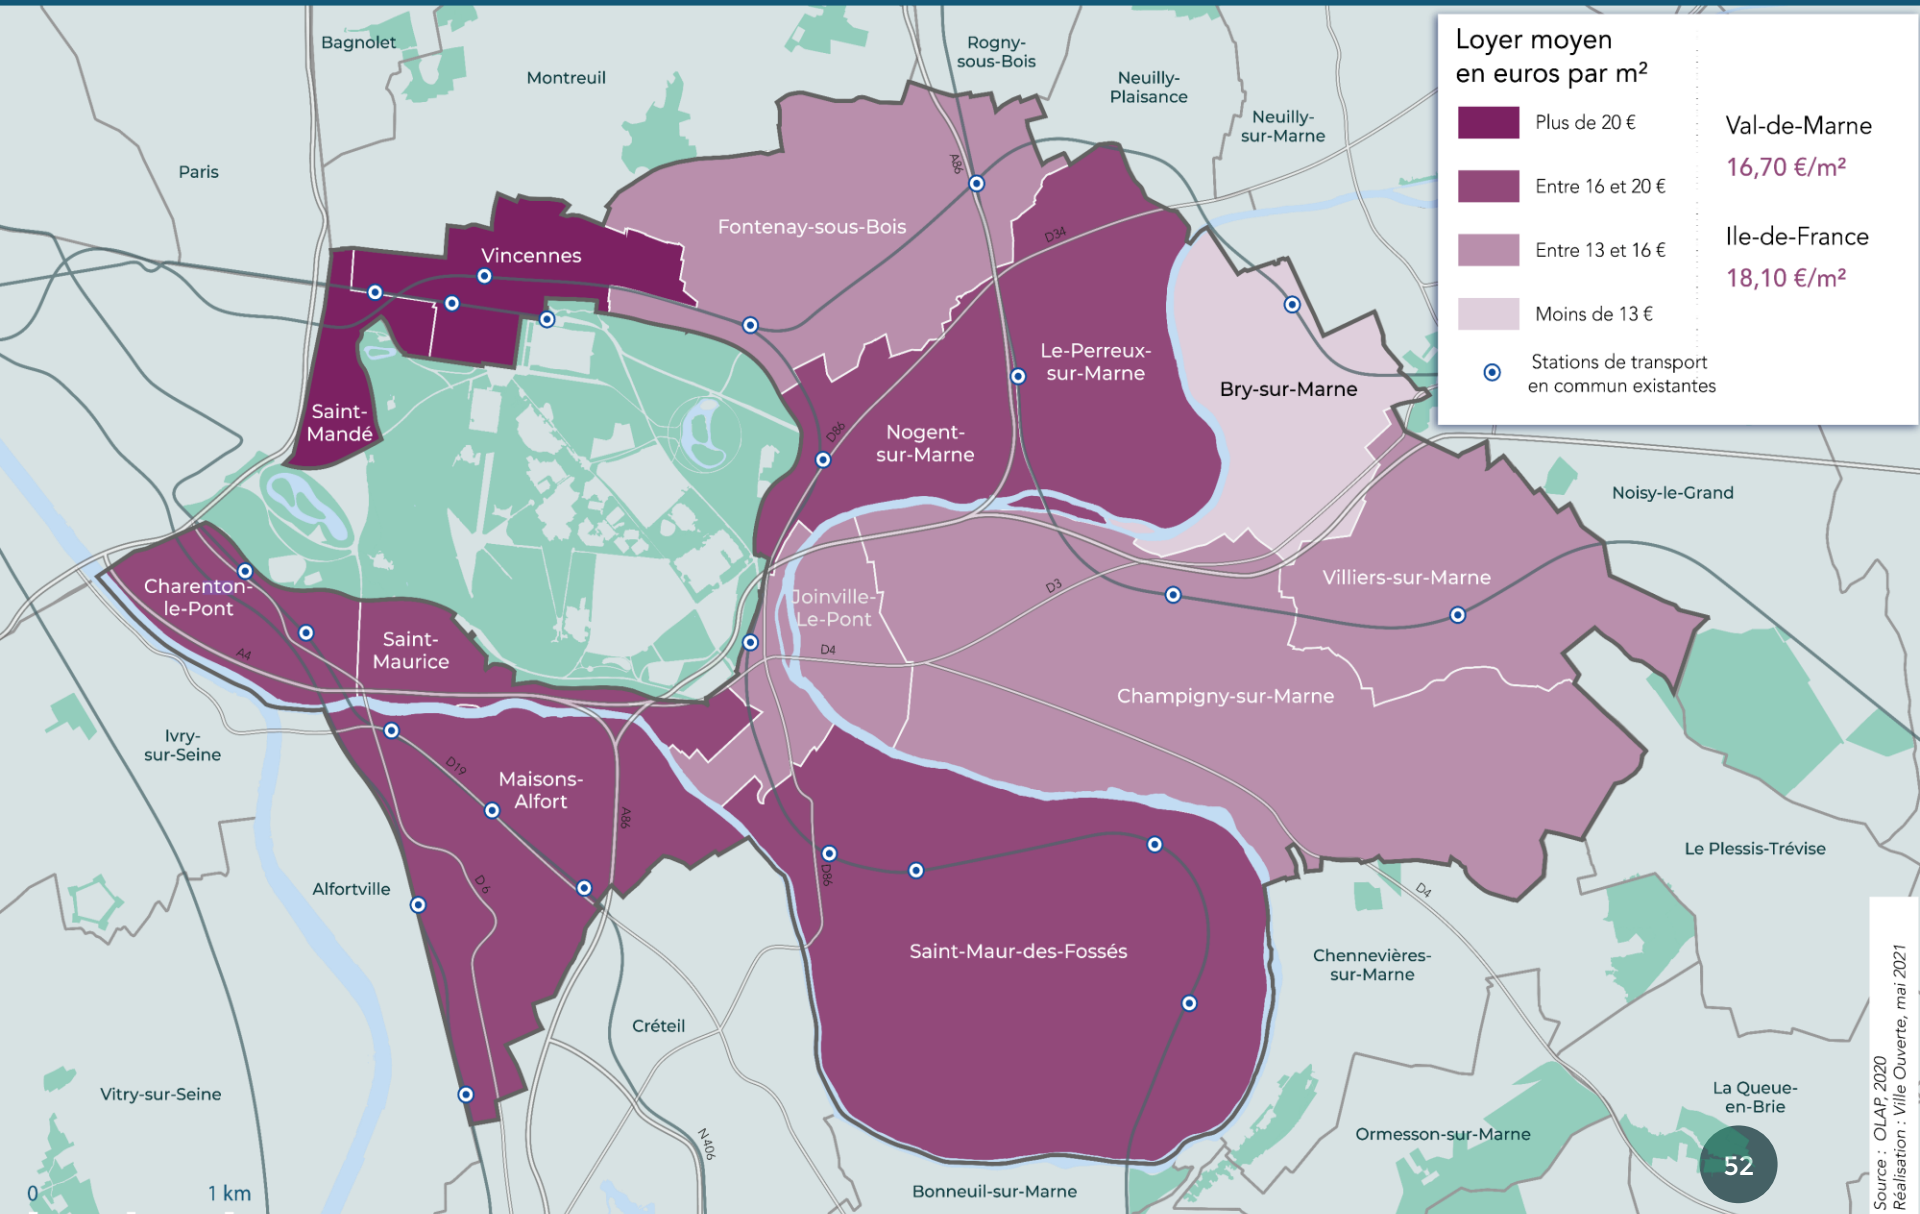 Bagnolet
Montreuil
Rogny-
sous-Bois
Neuilly-
Plaisance
Neuilly-
sur-Marne
Paris
Loyer moyen
en euros par m²
Plus de 20 €
Entre 16 et 20 €
Entre 13 et 16 €
Moins de 13 €
Stations de transport
en commun existantes
Val-de-Marne
16,70 €/m²
Ile-de-France
18,10 €/m²
A86
Fontenay-sous-Bois
D34
Vincennes
Le-Perreux-
sur-Marne
Bry-sur-Marne
Saint-
Mandé
D86
Nogent-
sur-Marne
Noisy-le-Grand
Charenton-
le-Pont
Joinville-
Le-Pont
D3
Villiers-sur-Marne
Saint-
Maurice
A4
D4
Champigny-sur-Marne
Ivry-
sur-Seine
D19
Maisons-
Alfort
A86
Le Plessis-Trévise
Alfortville
D6
D86
D4
Saint-Maur-des-Fossés
Chennevières-
sur-Marne
Créteil
Vitry-sur-Seine
N406
La Queue-
en-Brie
Ormesson-sur-Marne
52
Bonneuil-sur-Marne
0
1 km
Source : OLAP, 2020
Réalisation : Ville Ouverte, mai 2021